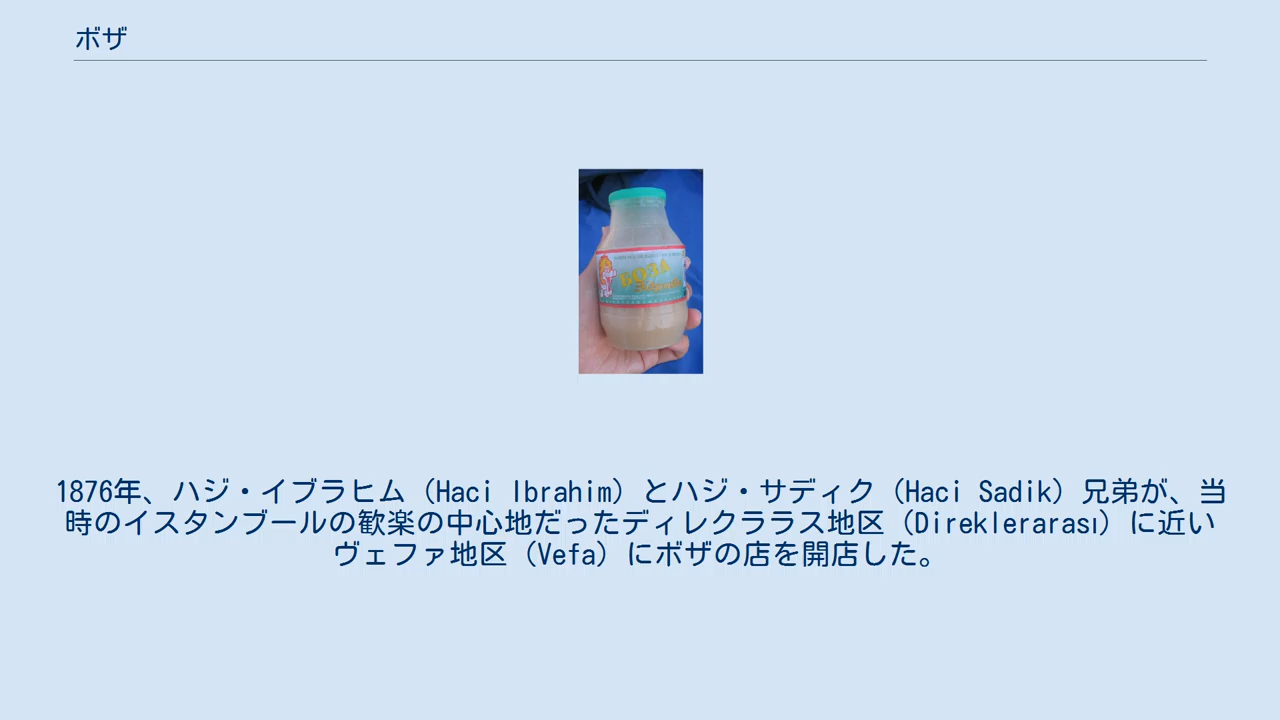 ボザ
БОЗА
1876年、ハジ・イブラヒム（Haci Ibrahim）とハジ・サディク（Haci Sadik）兄弟が、当
時のイスタンブールの歓楽の中心地だったディレクララス地区（Direklerarası）に近い
ヴェファ地区（Vefa）にボザの店を開店した。